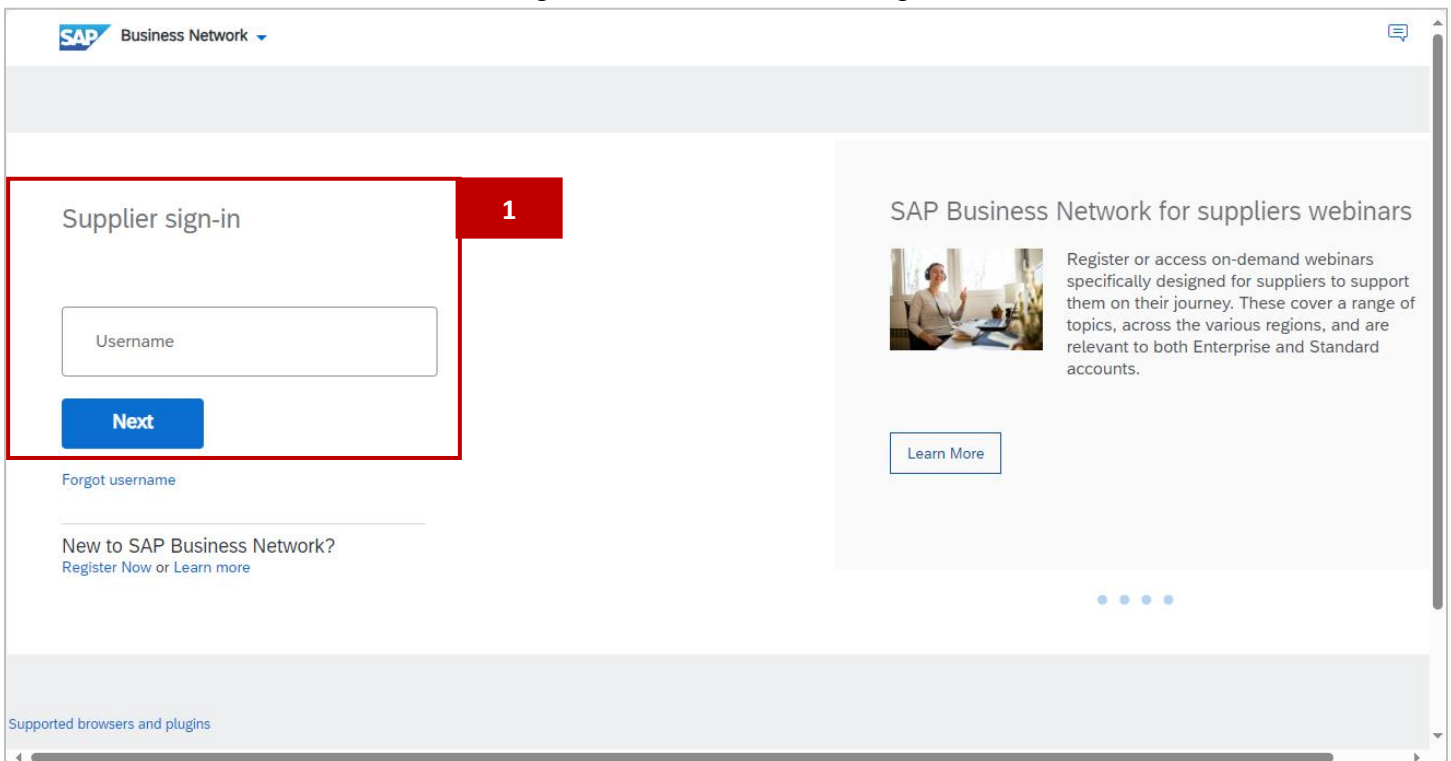 SAP Business Network
Supplier sign-in
1
Username
Next
Forgot username
New to SAP Business Network?
Register Now or Learn more
SAP Business Network for suppliers webinars
Register or access on-demand webinars
specifically designed for suppliers to support
them on their journey. These cover a range of
topics, across the various regions, and are
relevant to both Enterprise and Standard
accounts.
Learn More
Supported browsers and plugins